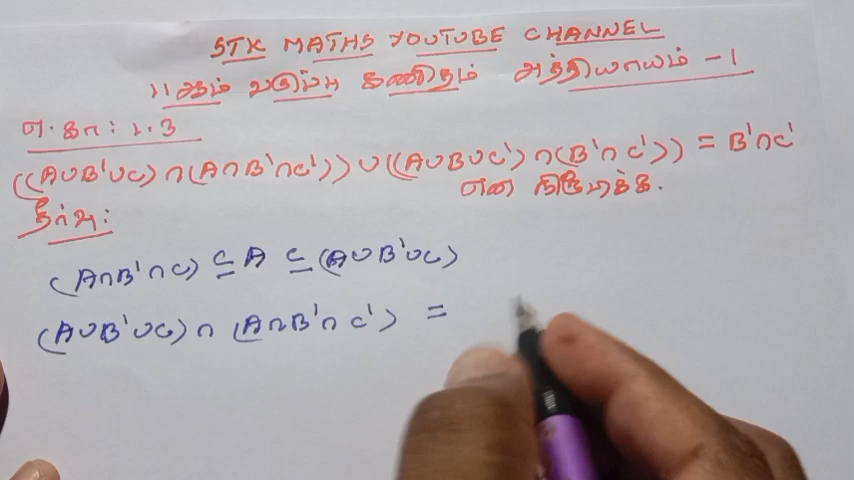 STK MATHS YOUTUBE CHANNEL
11 ஆம் வகுப்பு கணிதம் அத்தியாயம் - 1
எ.கா: 1.3
((A∪B'∪C) ∩ (A∩B'∩C')) ∪ ((A∪B∪C') ∩ (B'∩C')) = B'∩C'
என நிரூபிக்க.
தீர்வு:
(A∩B'∩C) ⊆ A ⊆ (A∪B'∪C)
(A∪B'∪C) ∩ (A∩B'∩C') =